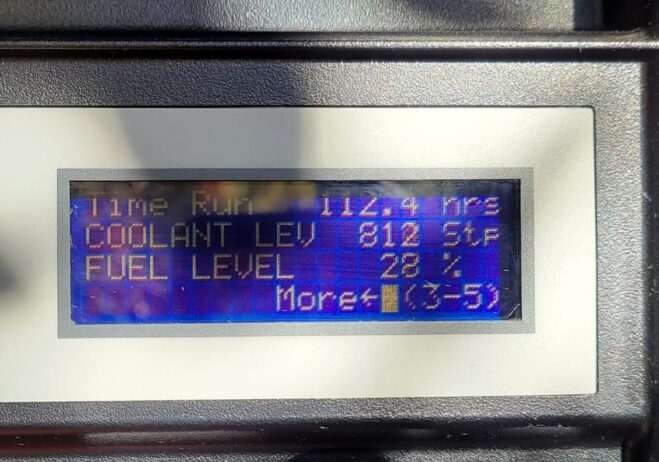 Time Run 112.4 hrs
COOLANT LEV 812 Stp
FUEL LEVEL 28 %
More←█(3-5)